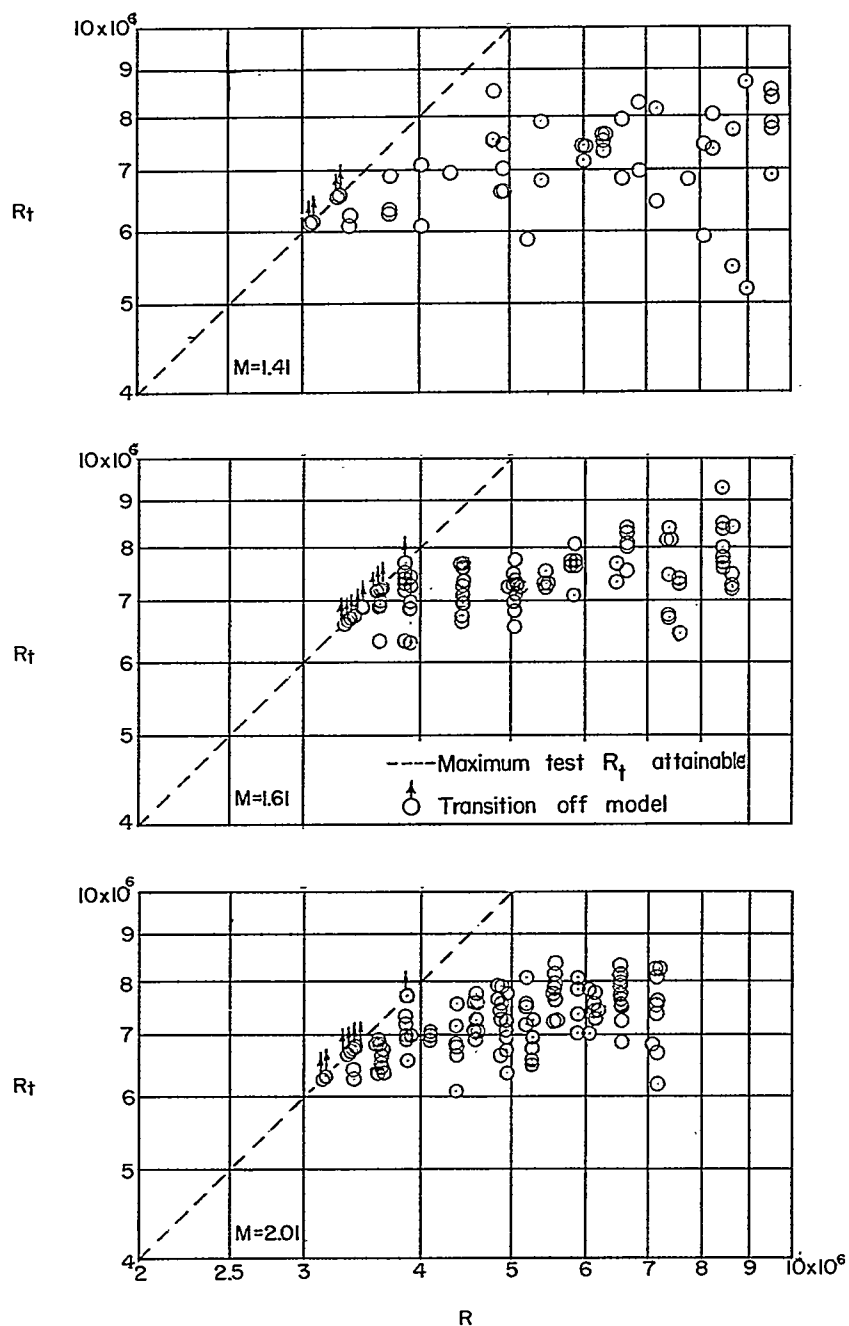 10x10⁶
9
8
7
Rt
6
5
M=1.41
4
10x10⁶
9
8
7
Rt
6
5
----Maximum test Rt attainable
M=1.61
Transition off model
4
10x10⁶
9
8
7
Rt
6
5
M=2.01
4
2 2.5 3 4 5 6 7 8 9 10x10⁶
R